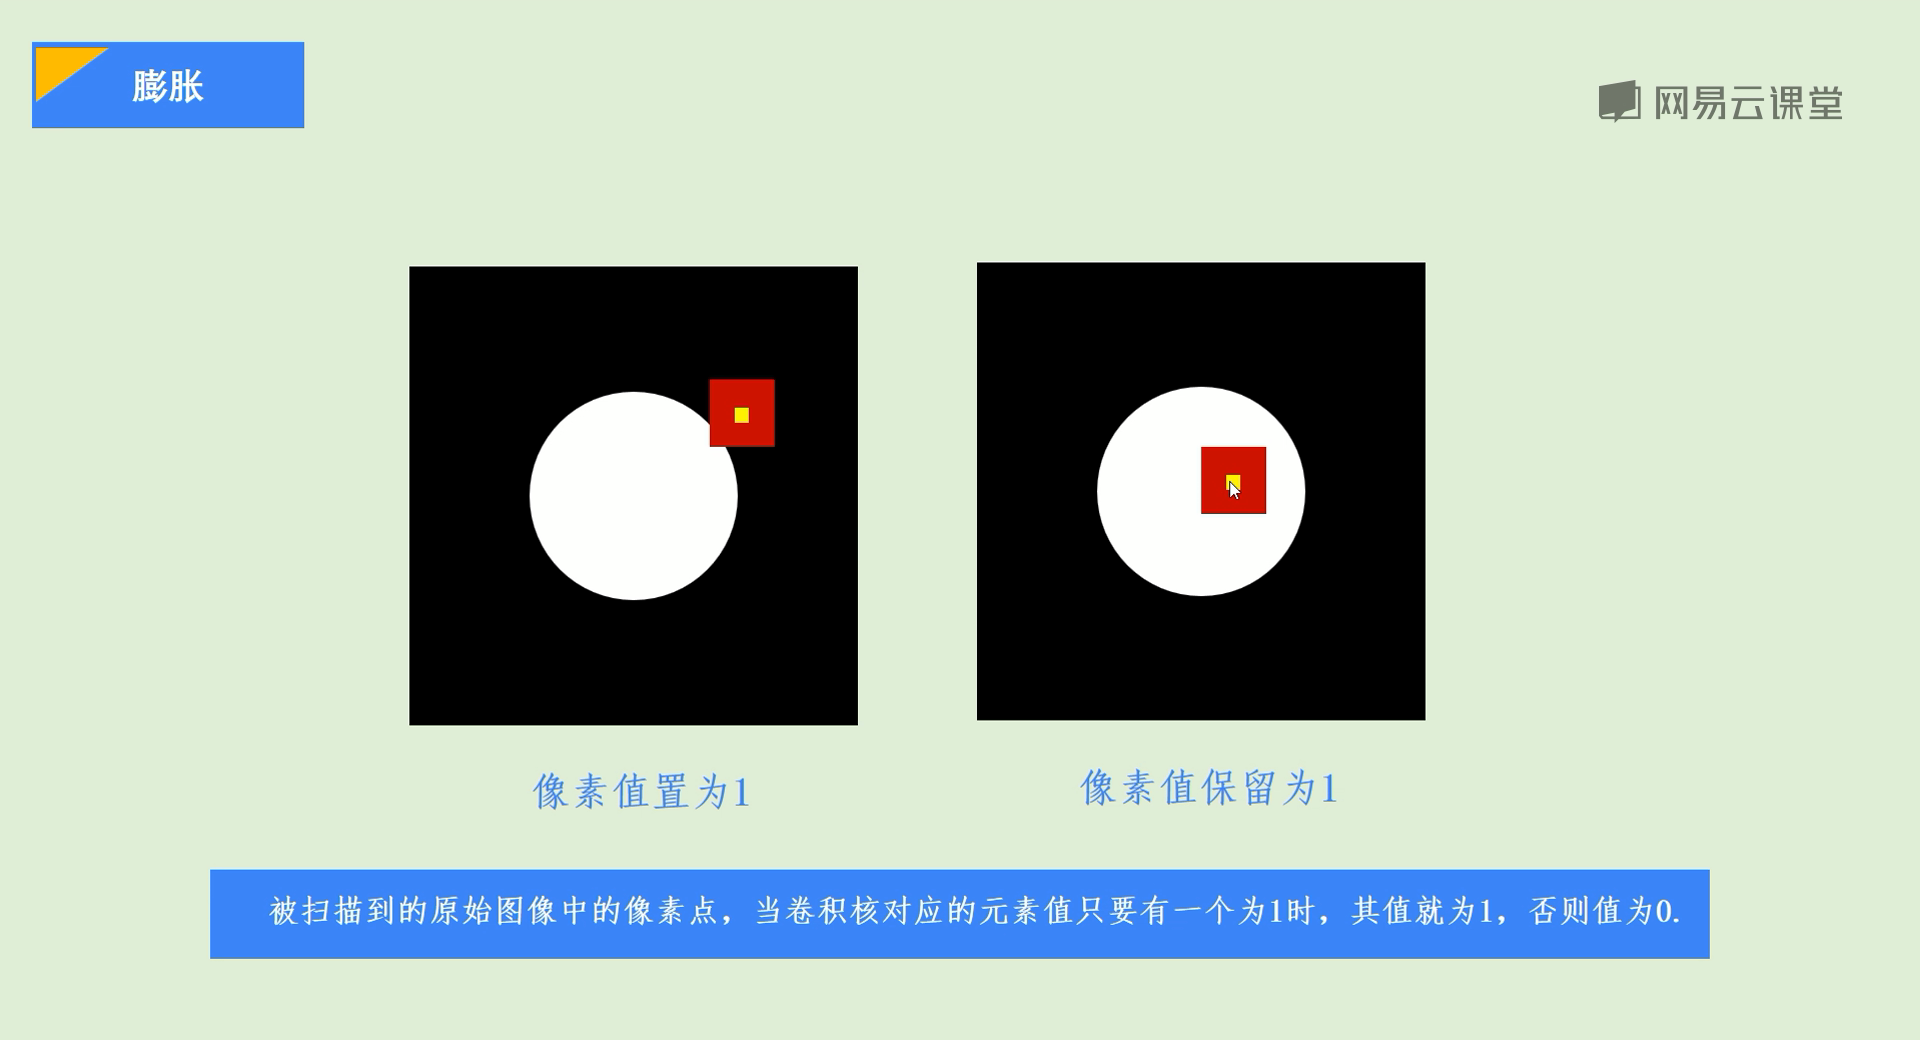 膨胀
网易云课堂
像素值置为1
像素值保留为1
被扫描到的原始图像中的像素点，当卷积核对应的元素值只要有一个为1时，其值就为1，否则值为0.